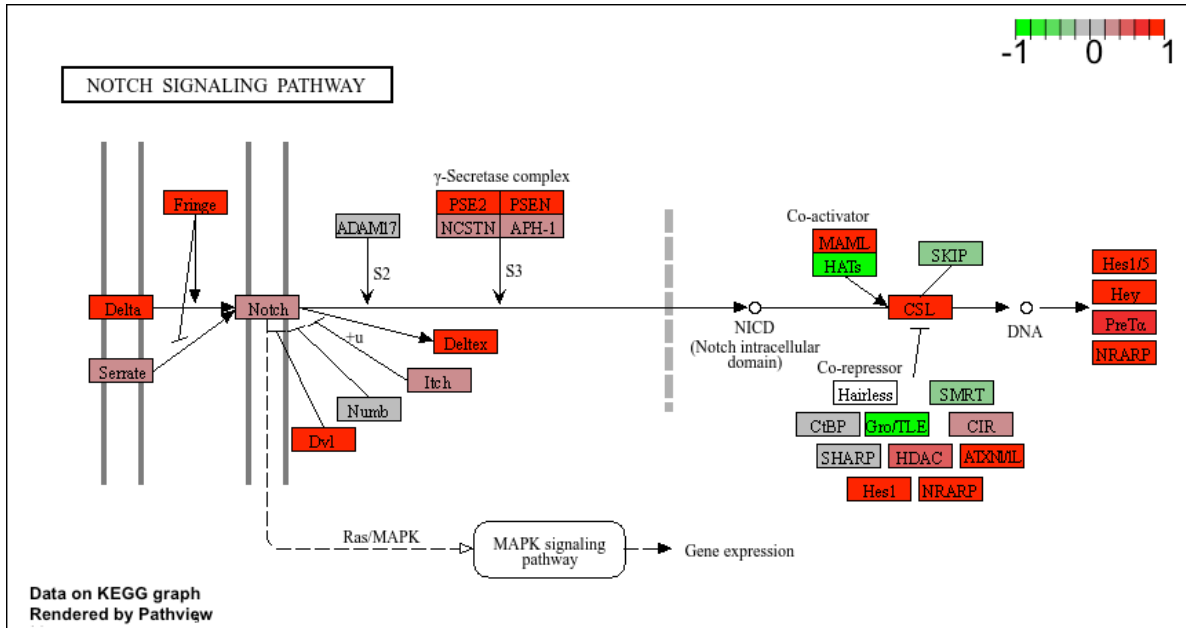 -1 0 1
NOTCH SIGNALING PATHWAY
γ-Secretase complex
Fringe
PSE2 PSEN
NCSTN APH-1
ADAM17
Co-activator
MAML
HATs
SKIP
S2
S3
Hes1/5
Hey
PreTα
NRARP
Delta
Notch
CSL
DNA
NICD
(Notch intracellular
domain)
+u
Deltex
Serrate
Itch
Numb
Dvl
Co-repressor
Hairless
SMRT
CtBP
Gro/TLE
CIR
SHARP
HDAC
ATXN1/1L
Hes1
NRARP
Ras/MAPK
MAPK signaling
pathway
Gene expression
Data on KEGG graph
Rendered by Pathview